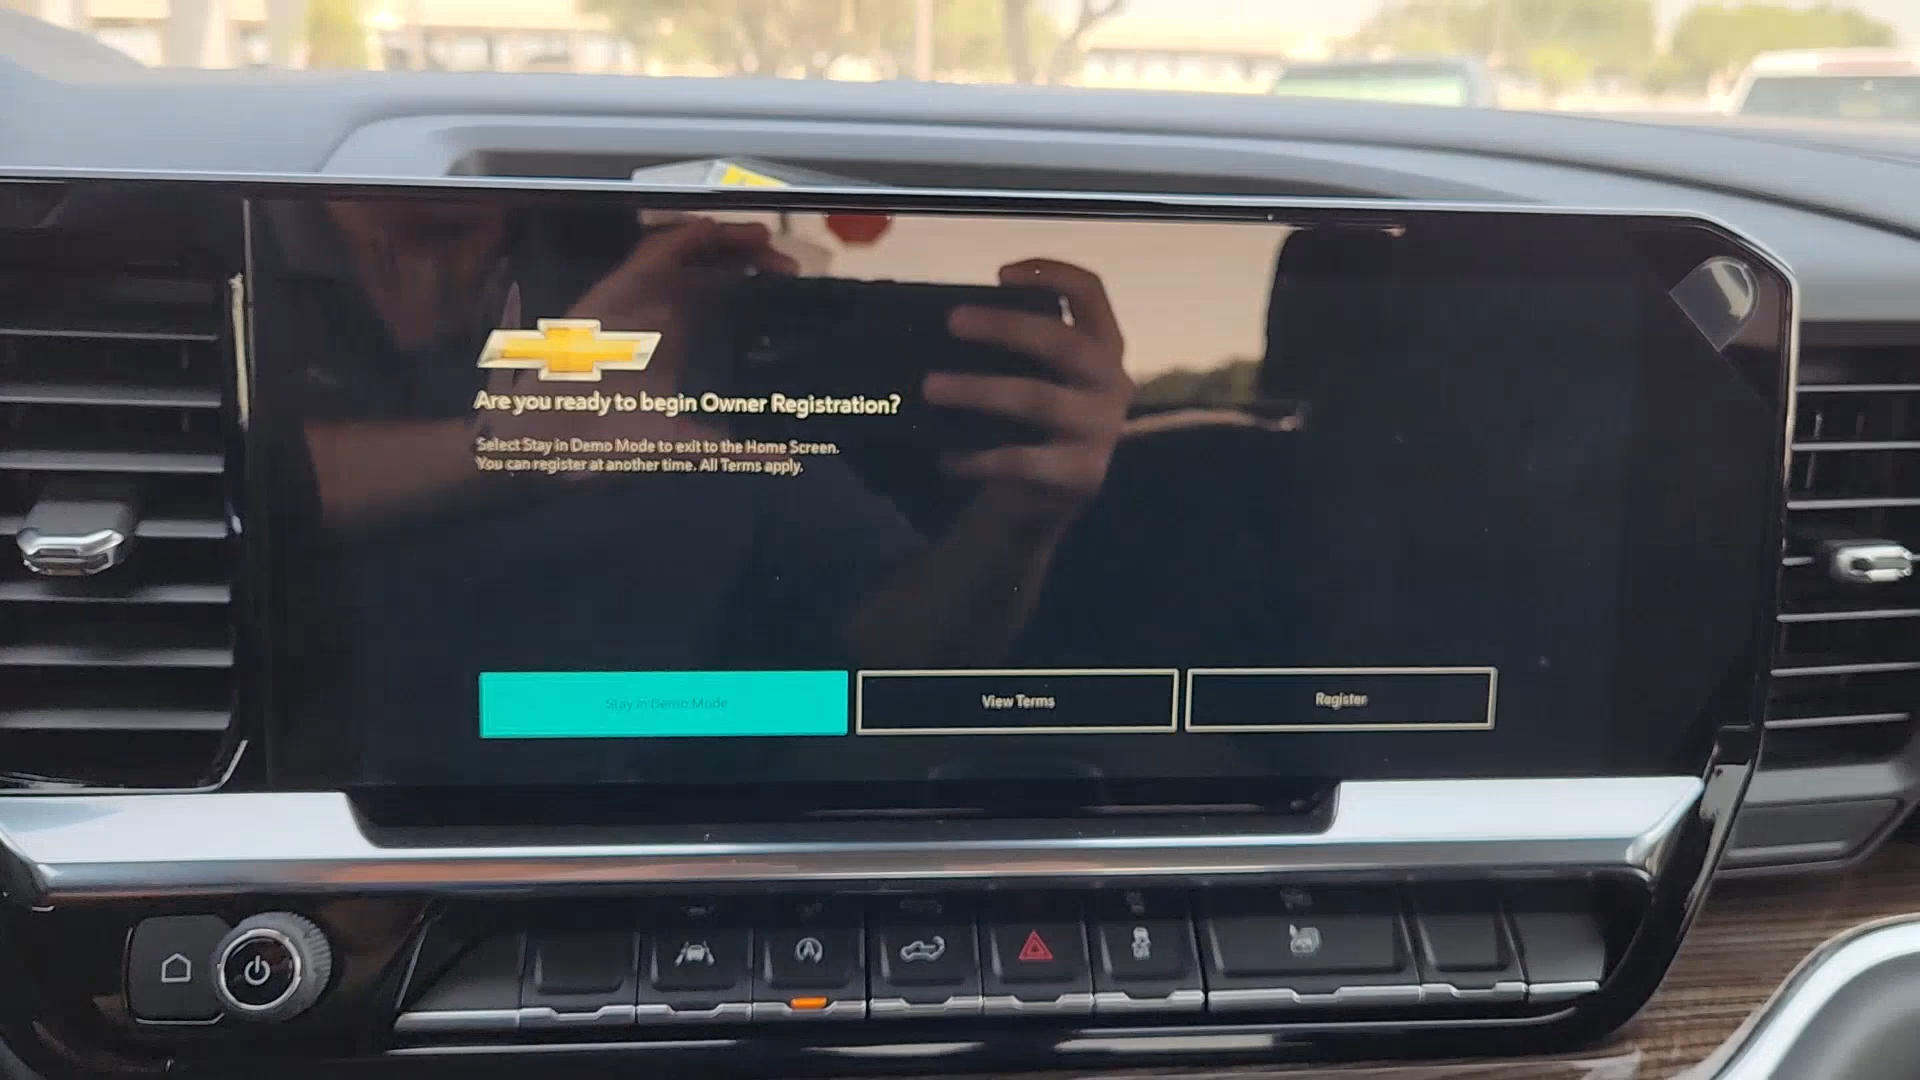 Are you ready to begin Owner Registration?
Select Stay in Demo Mode to exit to the Home Screen.
You can register at another time. All Terms apply.
Stay in Demo Mode
View Terms
Register